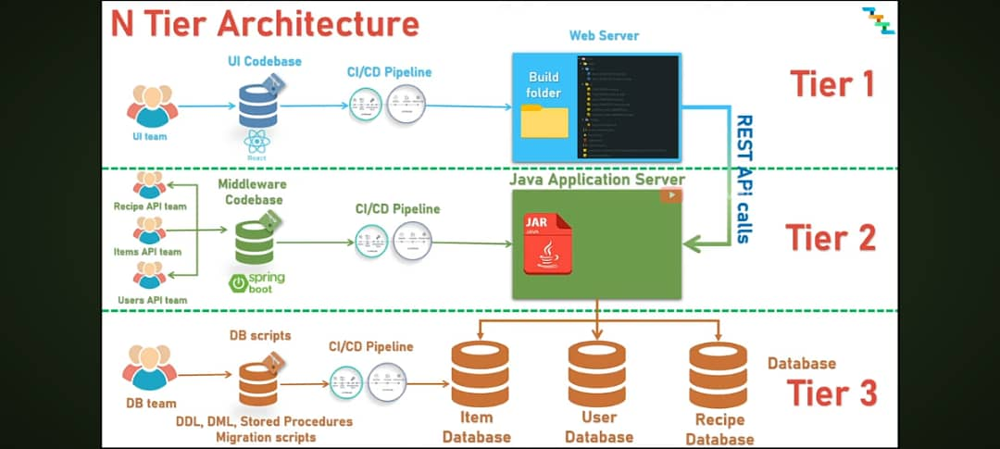 N Tier Architecture
Web Server
UI Codebase
CI/CD Pipeline
Build
folder
Tier 1
UI team
React
REST API calls
Java Application Server
Middleware
Codebase
Recipe API team
CI/CD Pipeline
JAR
JAVA
Tier 2
Items API team
spring
boot
Users API team
DB scripts
CI/CD Pipeline
Database
Tier 3
DB team
DDL, DML, Stored Procedures
Migration scripts
Item
Database
User
Database
Recipe
Database